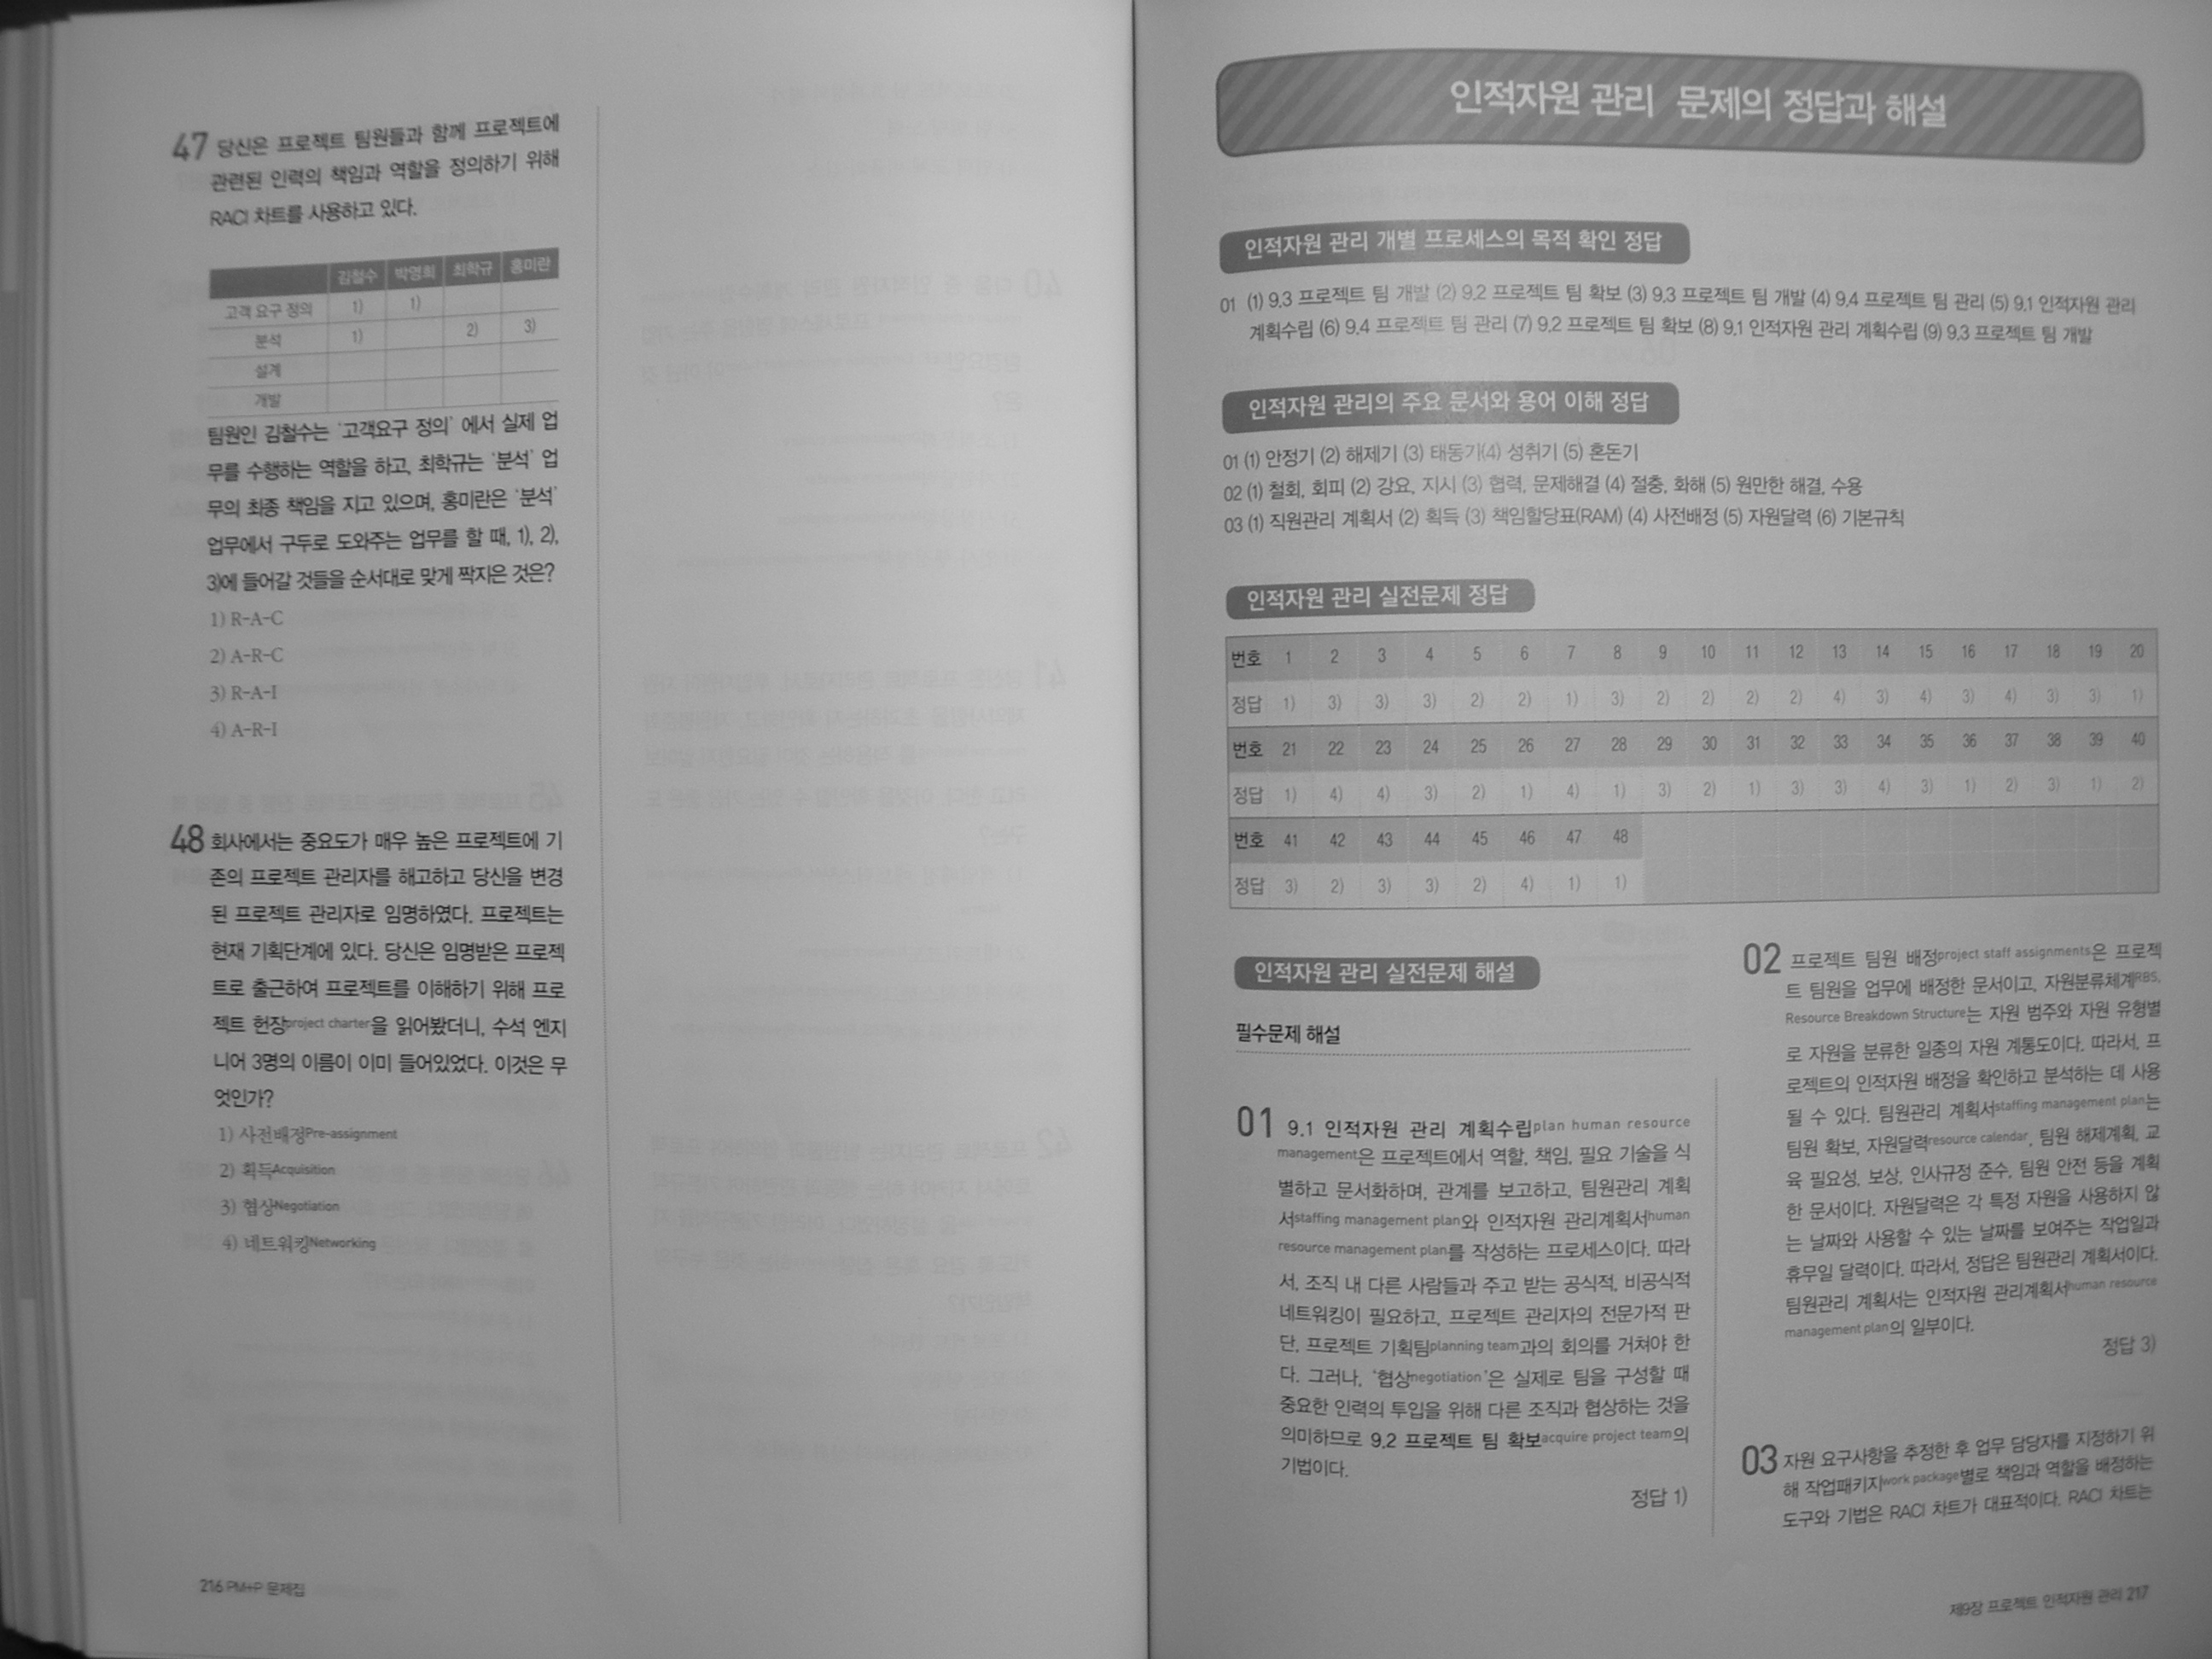 47 당신은 프로젝트 팀원들과 함께 프로젝트에
관련된 인력의 책임과 역할을 정의하기 위해
RACI 차트를 사용하고 있다.
김철수 박영희 최학규 홍미란
고객 요구 정의 1) 1)
분석 1) 2) 3)
설계
개발
팀원인 김철수는 ‘고객요구 정의’ 에서 실제 업
무를 수행하는 역할을 하고, 최학규는 ‘분석’ 업
무의 최종 책임을 지고 있으며, 홍미란은 ‘분석’
업무에서 구두로 도와주는 업무를 할 때, 1), 2),
3)에 들어갈 것들을 순서대로 맞게 짝지은 것은?
1) R-A-C
2) A-R-C
3) R-A-I
4) A-R-I
48 회사에서는 중요도가 매우 높은 프로젝트에 기
존의 프로젝트 관리자를 해고하고 당신을 변경
된 프로젝트 관리자로 임명하였다. 프로젝트는
현재 기획단계에 있다. 당신은 임명받은 프로젝
트로 출근하여 프로젝트를 이해하기 위해 프로
젝트 헌장project charter을 읽어봤더니, 수석 엔지
니어 3명의 이름이 이미 들어있었다. 이것은 무
엇인가?
1) 사전배정Pre-assignment
2) 획득Acquisition
3) 협상Negotiation
4) 네트워킹Networking
216 PM+P 문제집
인적자원 관리 문제의 정답과 해설
인적자원 관리 개별 프로세스의 목적 확인 정답
01 (1) 9.3 프로젝트 팀 개발 (2) 9.2 프로젝트 팀 확보 (3) 9.3 프로젝트 팀 개발 (4) 9.4 프로젝트 팀 관리 (5) 9.1 인적자원 관리
계획수립 (6) 9.4 프로젝트 팀 관리 (7) 9.2 프로젝트 팀 확보 (8) 9.1 인적자원 관리 계획수립 (9) 9.3 프로젝트 팀 개발
인적자원 관리의 주요 문서와 용어 이해 정답
01 (1) 안정기 (2) 해제기 (3) 태동기(4) 성취기 (5) 혼돈기
02 (1) 철회, 회피 (2) 강요, 지시 (3) 협력, 문제해결 (4) 절충, 화해 (5) 원만한 해결, 수용
03 (1) 직원관리 계획서 (2) 획득 (3) 책임할당표(RAM) (4) 사전배정 (5) 자원달력 (6) 기본규칙
인적자원 관리 실전문제 정답
번호 1 2 3 4 5 6 7 8 9 10 11 12 13 14 15 16 17 18 19 20
정답 1) 3) 3) 3) 2) 2) 1) 3) 2) 2) 2) 2) 4) 3) 4) 3) 4) 3) 3) 1)
번호 21 22 23 24 25 26 27 28 29 30 31 32 33 34 35 36 37 38 39 40
정답 1) 4) 4) 3) 2) 1) 4) 1) 3) 2) 1) 3) 3) 4) 3) 1) 2) 3) 1) 2)
번호 41 42 43 44 45 46 47 48
정답 3) 2) 3) 3) 2) 4) 1) 1)
인적자원 관리 실전문제 해설
필수문제 해설
01 9.1 인적자원 관리 계획수립plan human resource
management은 프로젝트에서 역할, 책임, 필요 기술을 식
별하고 문서화하며, 관계를 보고하고, 팀원관리 계획
서staffing management plan와 인적자원 관리계획서human
resource management plan를 작성하는 프로세스이다. 따라
서, 조직 내 다른 사람들과 주고 받는 공식적, 비공식적
네트워킹이 필요하고, 프로젝트 관리자의 전문가적 판
단, 프로젝트 기획팀planning team과의 회의를 거쳐야 한
다. 그러나, ‘협상negotiation’은 실제로 팀을 구성할 때
중요한 인력의 투입을 위해 다른 조직과 협상하는 것을
의미하므로 9.2 프로젝트 팀 확보acquire project team의
기법이다.
정답 1)
02 프로젝트 팀원 배정project staff assignments은 프로젝
트 팀원을 업무에 배정한 문서이고, 자원분류체계RBS,
Resource Breakdown Structure는 자원 범주와 자원 유형별
로 자원을 분류한 일종의 자원 계통도이다. 따라서, 프
로젝트의 인적자원 배정을 확인하고 분석하는 데 사용
될 수 있다. 팀원관리 계획서staffing management plan는
팀원 확보, 자원달력resource calendar, 팀원 해제계획, 교
육 필요성, 보상, 인사규정 준수, 팀원 안전 등을 계획
한 문서이다. 자원달력은 각 특정 자원을 사용하지 않
는 날짜와 사용할 수 있는 날짜를 보여주는 작업일과
휴무일 달력이다. 따라서, 정답은 팀원관리 계획서이다.
팀원관리 계획서는 인적자원 관리계획서human resource
management plan의 일부이다.
정답 3)
03 자원 요구사항을 추정한 후 업무 담당자를 지정하기 위
해 작업패키지work package별로 책임과 역할을 배정하는
도구와 기법은 RACI 차트가 대표적이다. RACI 차트는
제9장 프로젝트 인적자원 관리 217